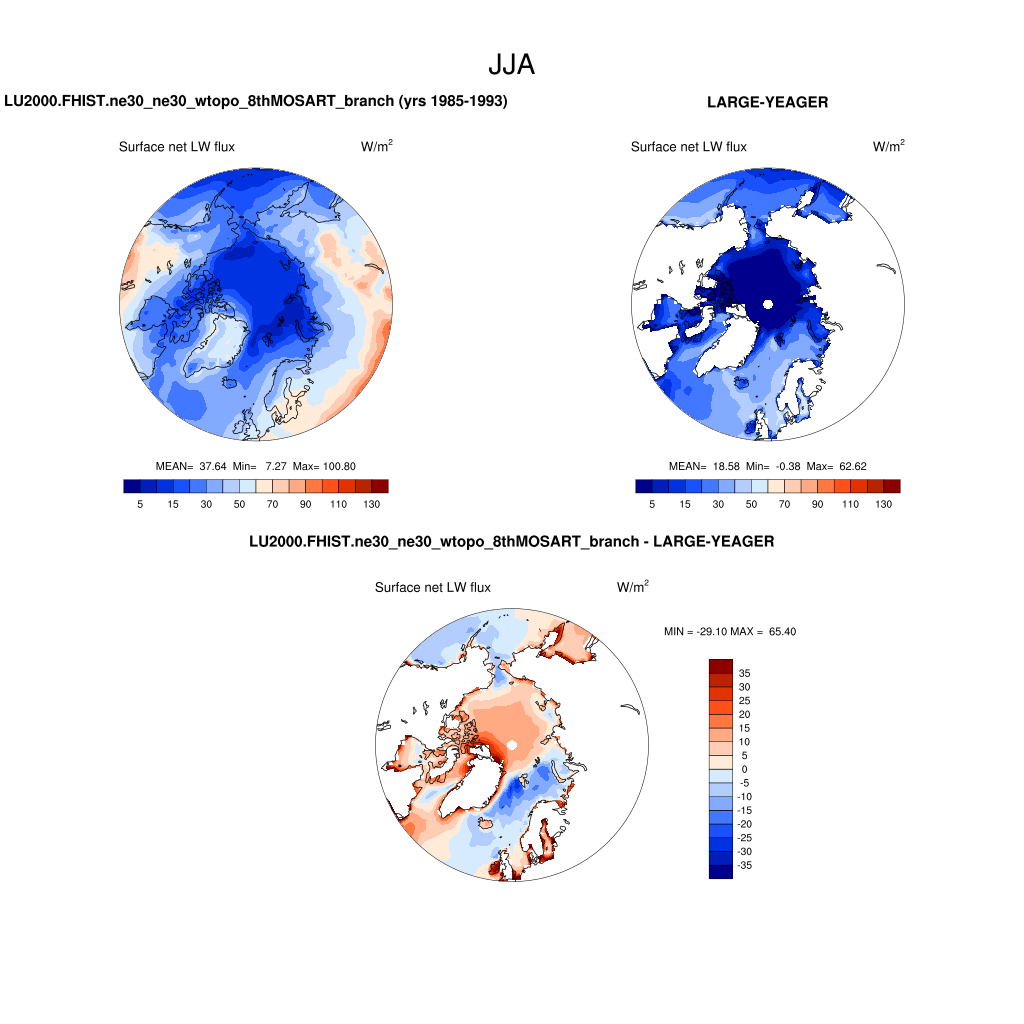 JJA
LU2000.FHIST.ne30_ne30_wtopo_8thMOSART_branch (yrs 1985-1993)
LARGE-YEAGER
Surface net LW flux W/m2
Surface net LW flux W/m2
MEAN= 37.64 Min= 7.27 Max= 100.80
MEAN= 18.58 Min= -0.38 Max= 62.62
5 15 30 50 70 90 110 130
5 15 30 50 70 90 110 130
LU2000.FHIST.ne30_ne30_wtopo_8thMOSART_branch - LARGE-YEAGER
Surface net LW flux W/m2
MIN = -29.10 MAX = 65.40
35
30
25
20
15
10
5
0
-5
-10
-15
-20
-25
-30
-35